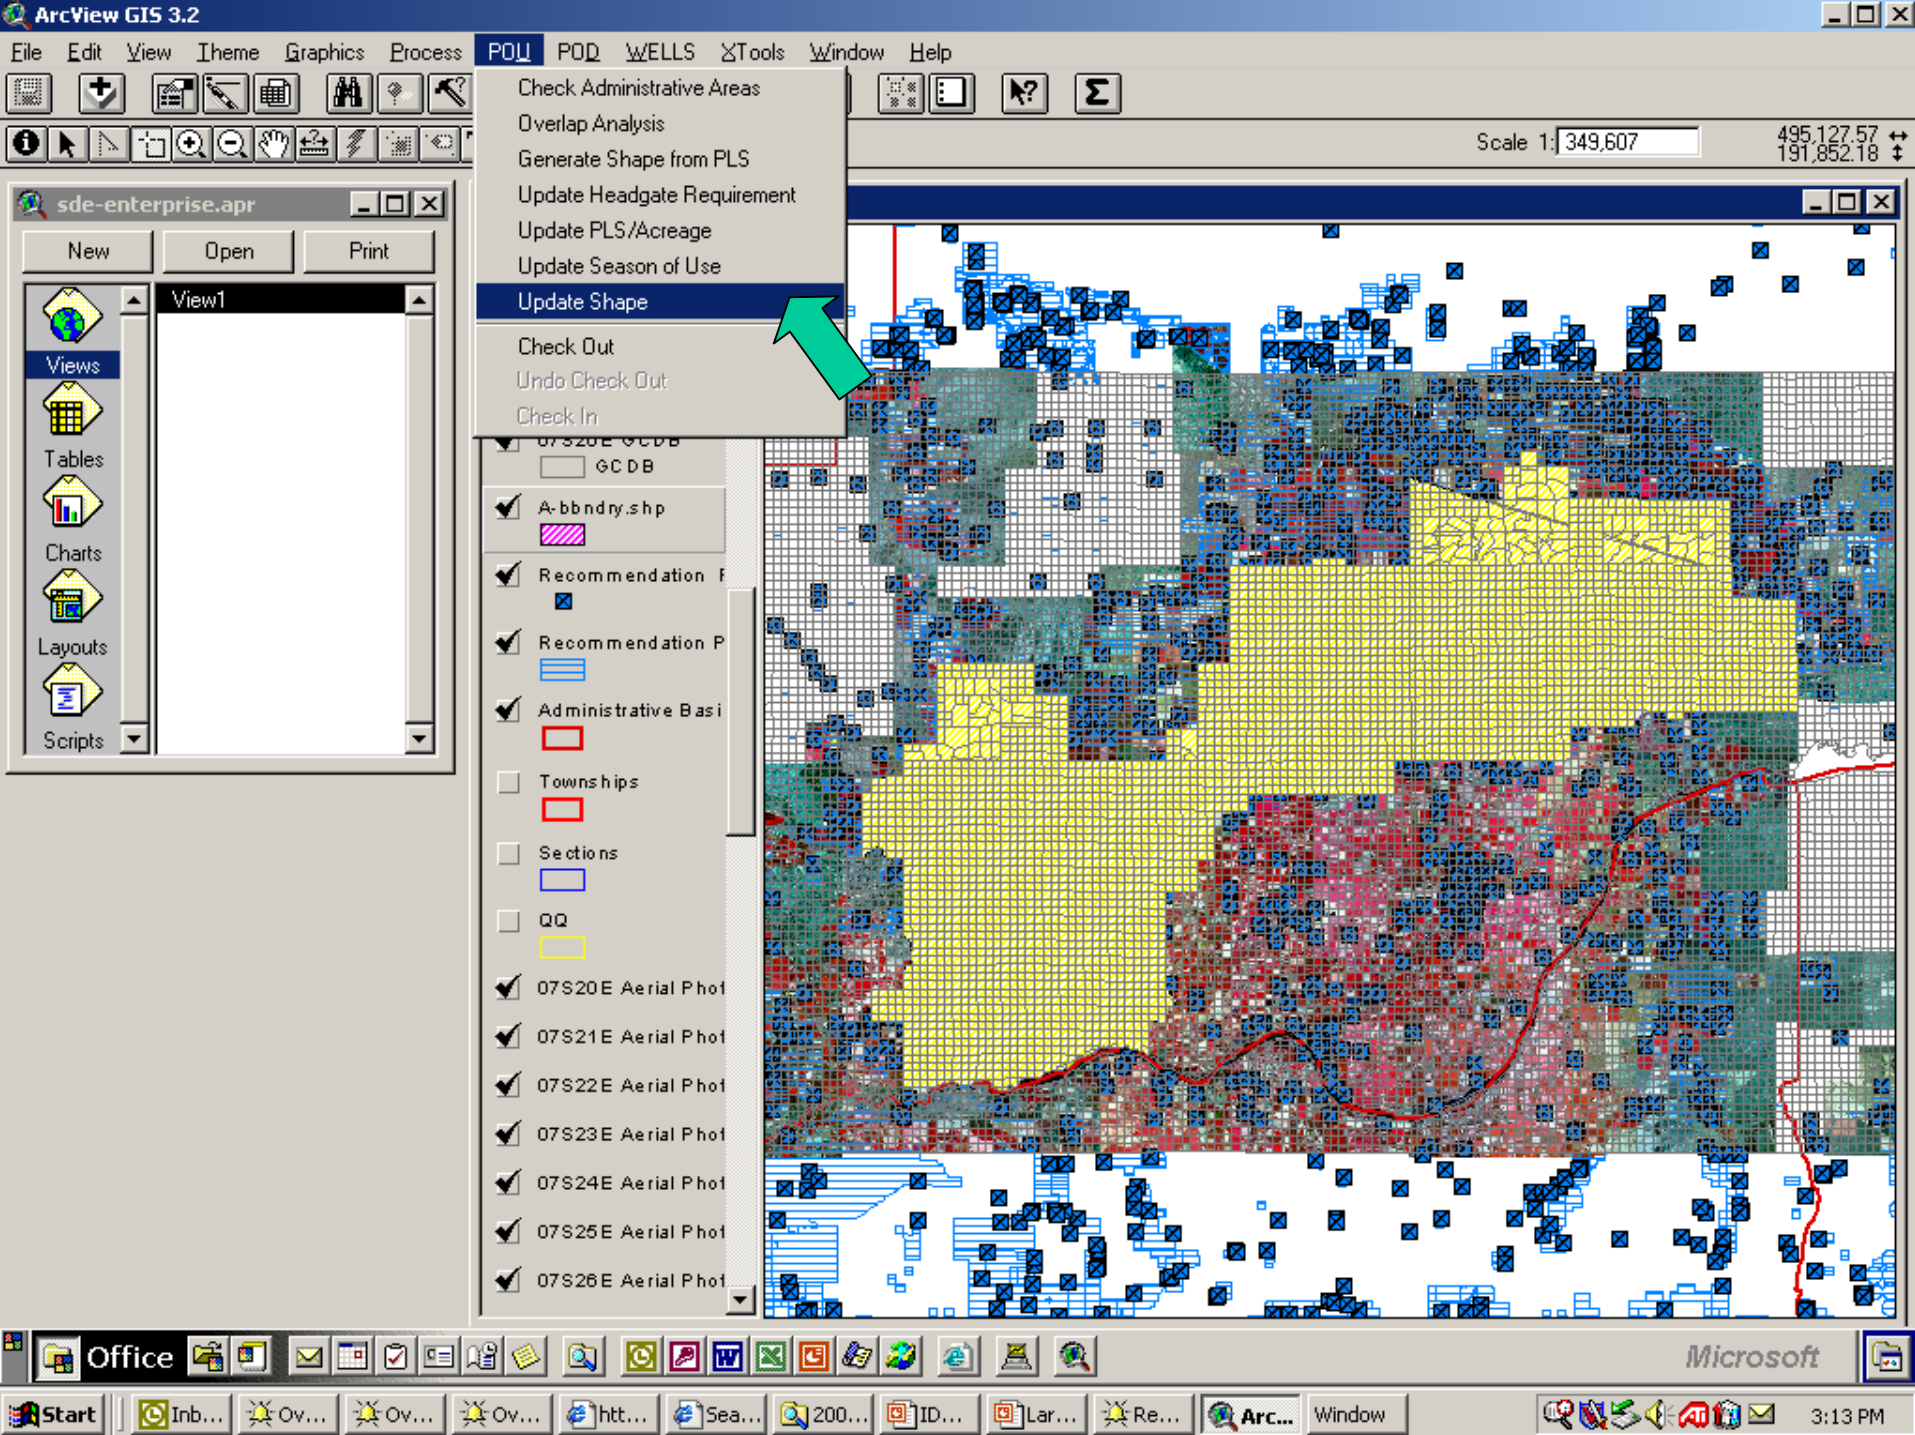 ArcView GIS 3.2
File Edit View Theme Graphics Process POU POD WELLS XTools Window Help
Check Administrative Areas
Overlap Analysis
Generate Shape from PLS
Update Headgate Requirement
Update PLS/Acreage
Update Season of Use
Update Shape
Check Out
Undo Check Out
Check In
Scale 1: 349,607
495,127.57
191,852.18
sde-enterprise.apr
New Open Print
View1
Views
Tables
Charts
Layouts
Scripts
07S20E GCDB
GCDB
A-bbndry.shp
Recommendation
Recommendation P
Administrative Basi
Townships
Sections
QQ
07S20E Aerial Phot
07S21E Aerial Phot
07S22E Aerial Phot
07S23E Aerial Phot
07S24E Aerial Phot
07S25E Aerial Phot
07S26E Aerial Phot
Office
Microsoft
Start Inb... Ov... Ov... Ov... htt... Sea... 200... ID... Lar... Re... Arc... Window 3:13 PM